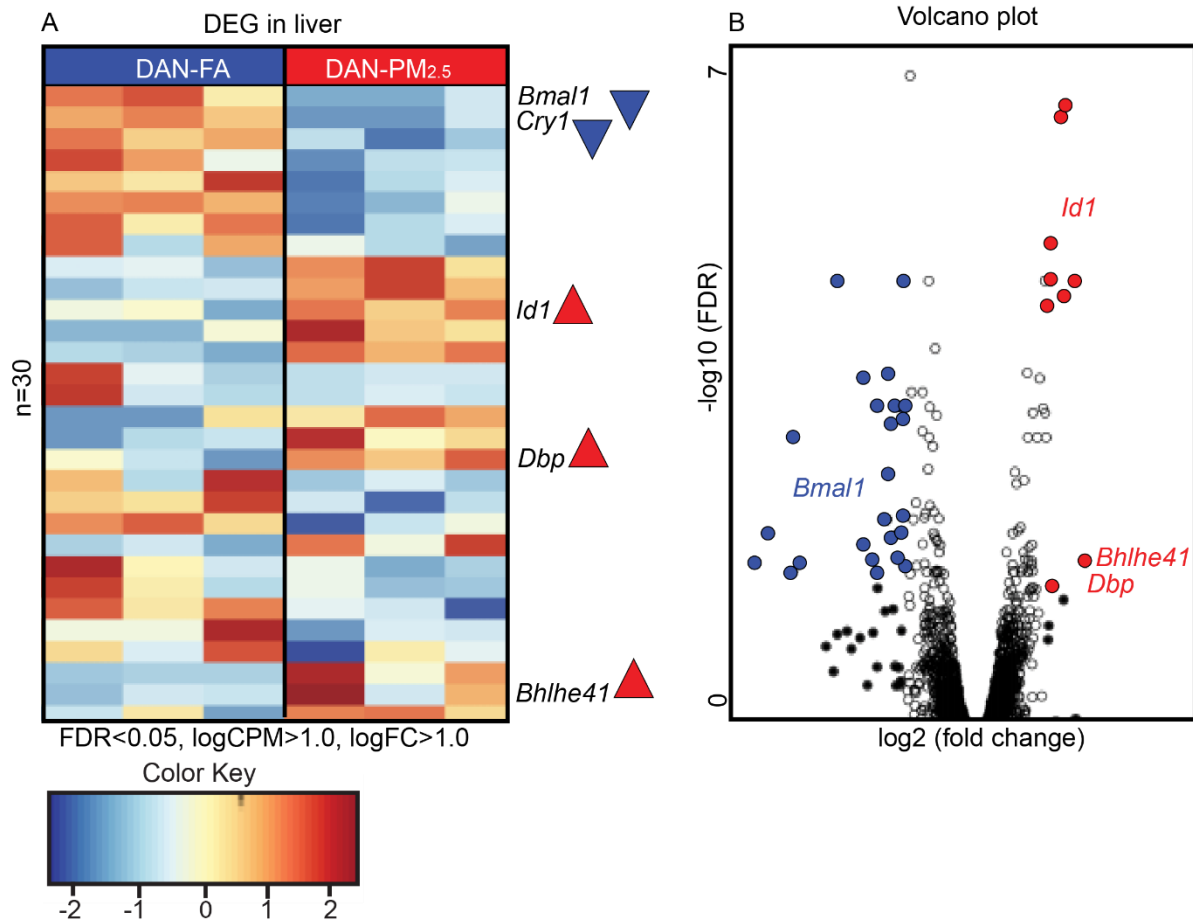 A
DEG in liver
DAN-FA
DAN-PM2.5
Bmal1
Cry1
Id1
Dbp
Bhlhe41
n=30
FDR<0.05, logCPM>1.0, logFC>1.0
Color Key
-2 -1 0 1 2
B
Volcano plot
7
-log10 (FDR)
0
Id1
Bmal1
Bhlhe41
Dbp
log2 (fold change)